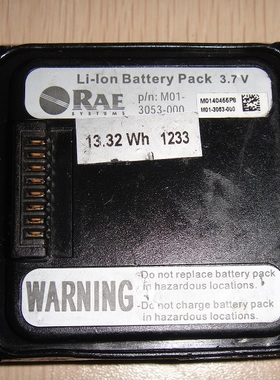 Li-Ion Battery Pack 3.7 V
RAE
SYSTEMS
p/n: M01-
3053-000
M01-3053-000
13.32 Wh 1233
WARNING
-Do not replace battery pack
in hazardous locations.
-Do not charge battery pack
in hazardous locations.